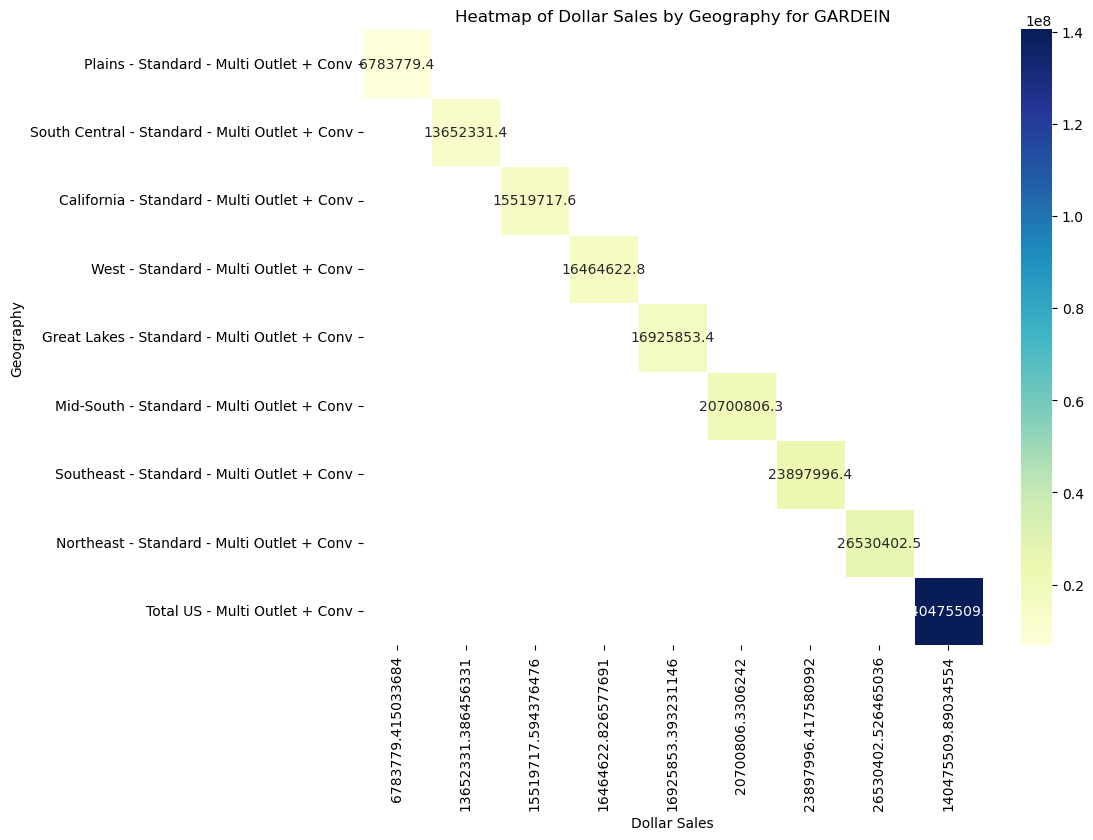 Heatmap of Dollar Sales by Geography for GARDEIN
1e8
Plains - Standard - Multi Outlet + Conv
6783779.4
South Central - Standard - Multi Outlet + Conv
13652331.4
California - Standard - Multi Outlet + Conv
15519717.6
West - Standard - Multi Outlet + Conv
16464622.8
Great Lakes - Standard - Multi Outlet + Conv
16925853.4
Mid-South - Standard - Multi Outlet + Conv
20700806.3
Southeast - Standard - Multi Outlet + Conv
23897996.4
Northeast - Standard - Multi Outlet + Conv
26530402.5
Total US - Multi Outlet + Conv
Geography
1.4
1.2
1.0
0.8
0.6
0.4
0.2
6783779.415033684
13652331.386456331
15519717.594376476
16464622.826577691
16925853.393231146
20700806.3306242
23897996.417580992
26530402.526465036
140475509.89034554
Dollar Sales